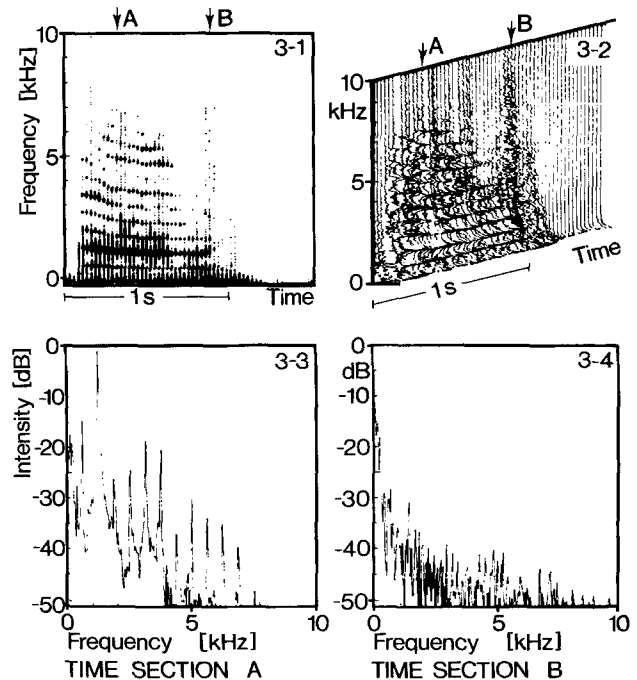 A
B
3-1
Frequency [kHz]
10
5
0
1s
Time
A
B
3-2
10
kHz
5
0
1s
Time
3-3
Intensity [dB]
0
-10
-20
-30
-40
-50
0
5
10
Frequency [kHz]
TIME SECTION A
3-4
0
dB
-10
-20
-30
-40
-50
0
5
10
Frequency [kHz]
TIME SECTION B